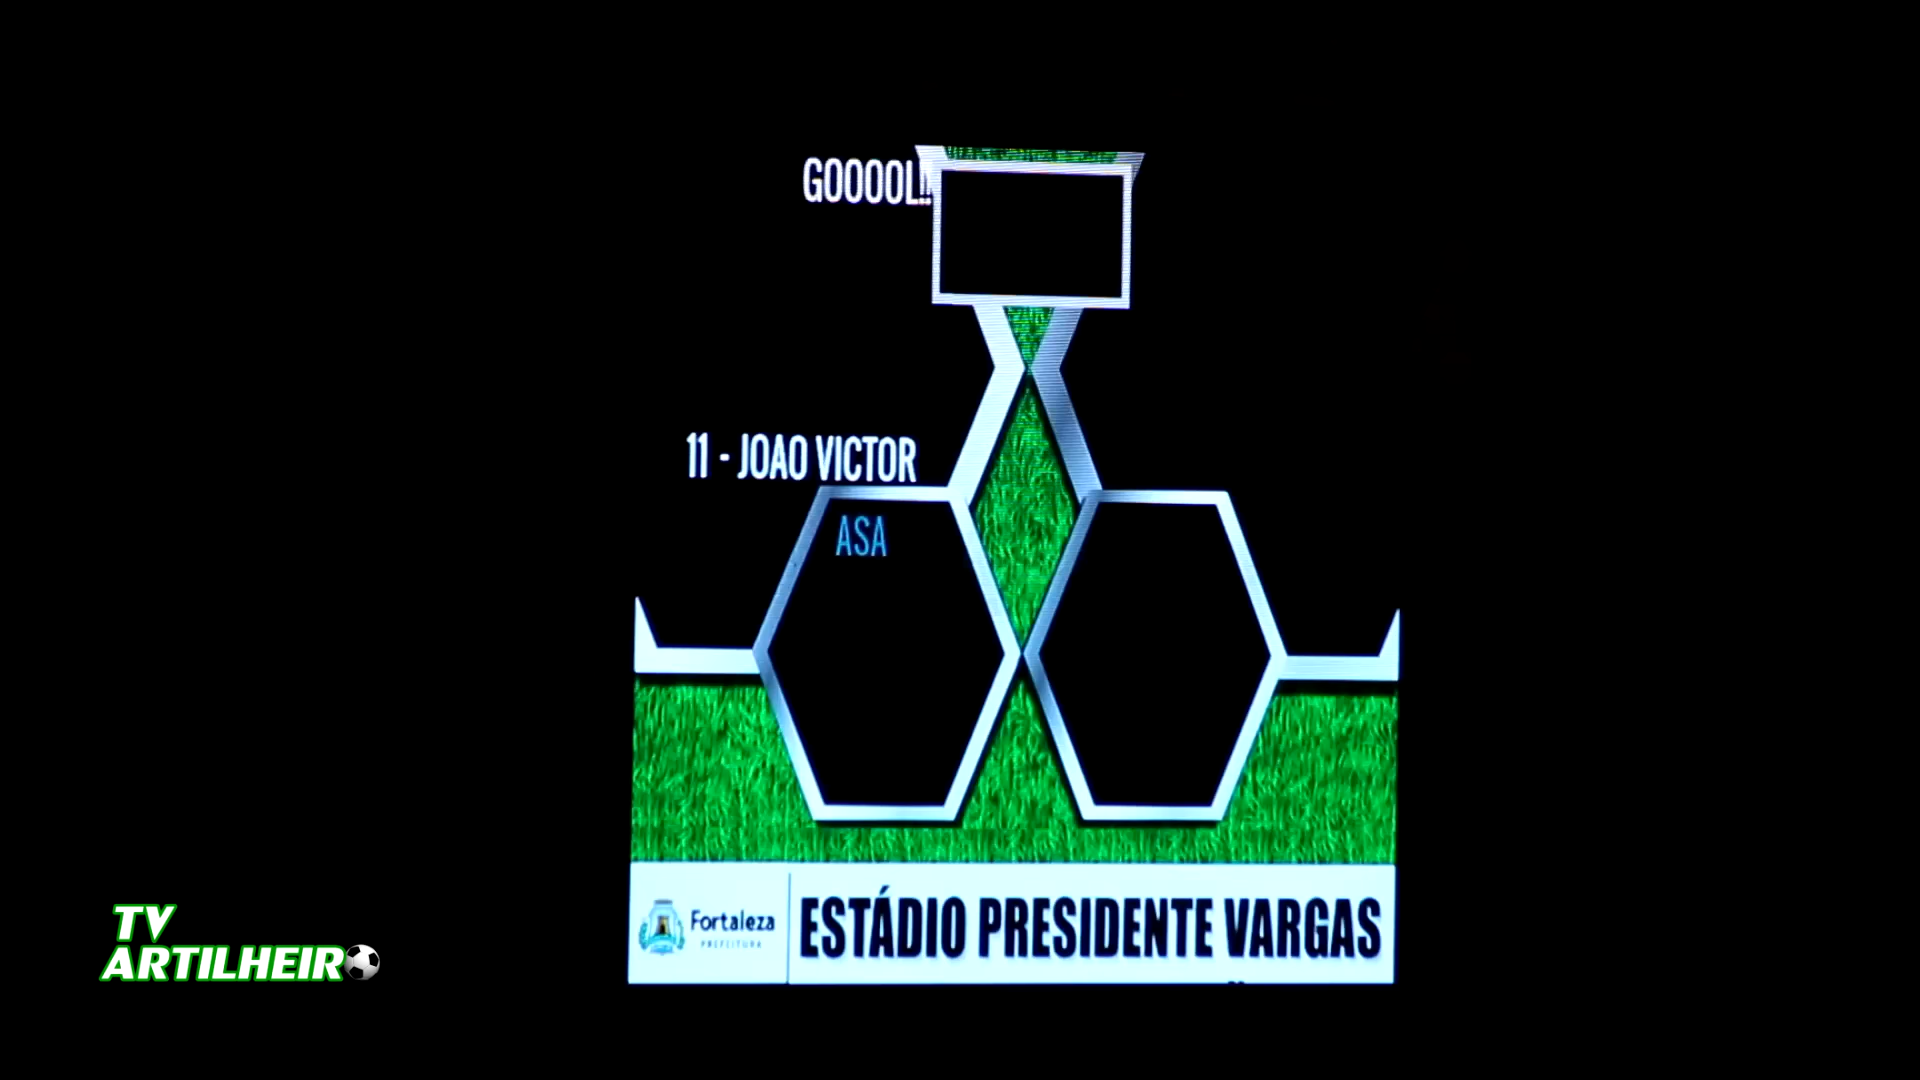 GOOOOL!!
11 - JOAO VICTOR
ASA
Fortaleza
PREFEITURA
ESTÁDIO PRESIDENTE VARGAS
TV
ARTILHEIRO